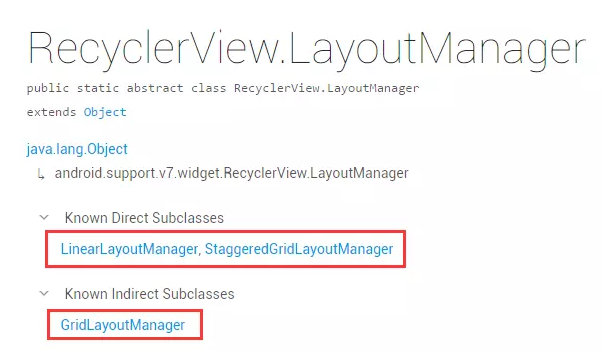 RecyclerView.LayoutManager
public static abstract class RecyclerView.LayoutManager
extends Object
java.lang.Object
↳ android.support.v7.widget.RecyclerView.LayoutManager
Known Direct Subclasses
LinearLayoutManager, StaggeredGridLayoutManager
Known Indirect Subclasses
GridLayoutManager